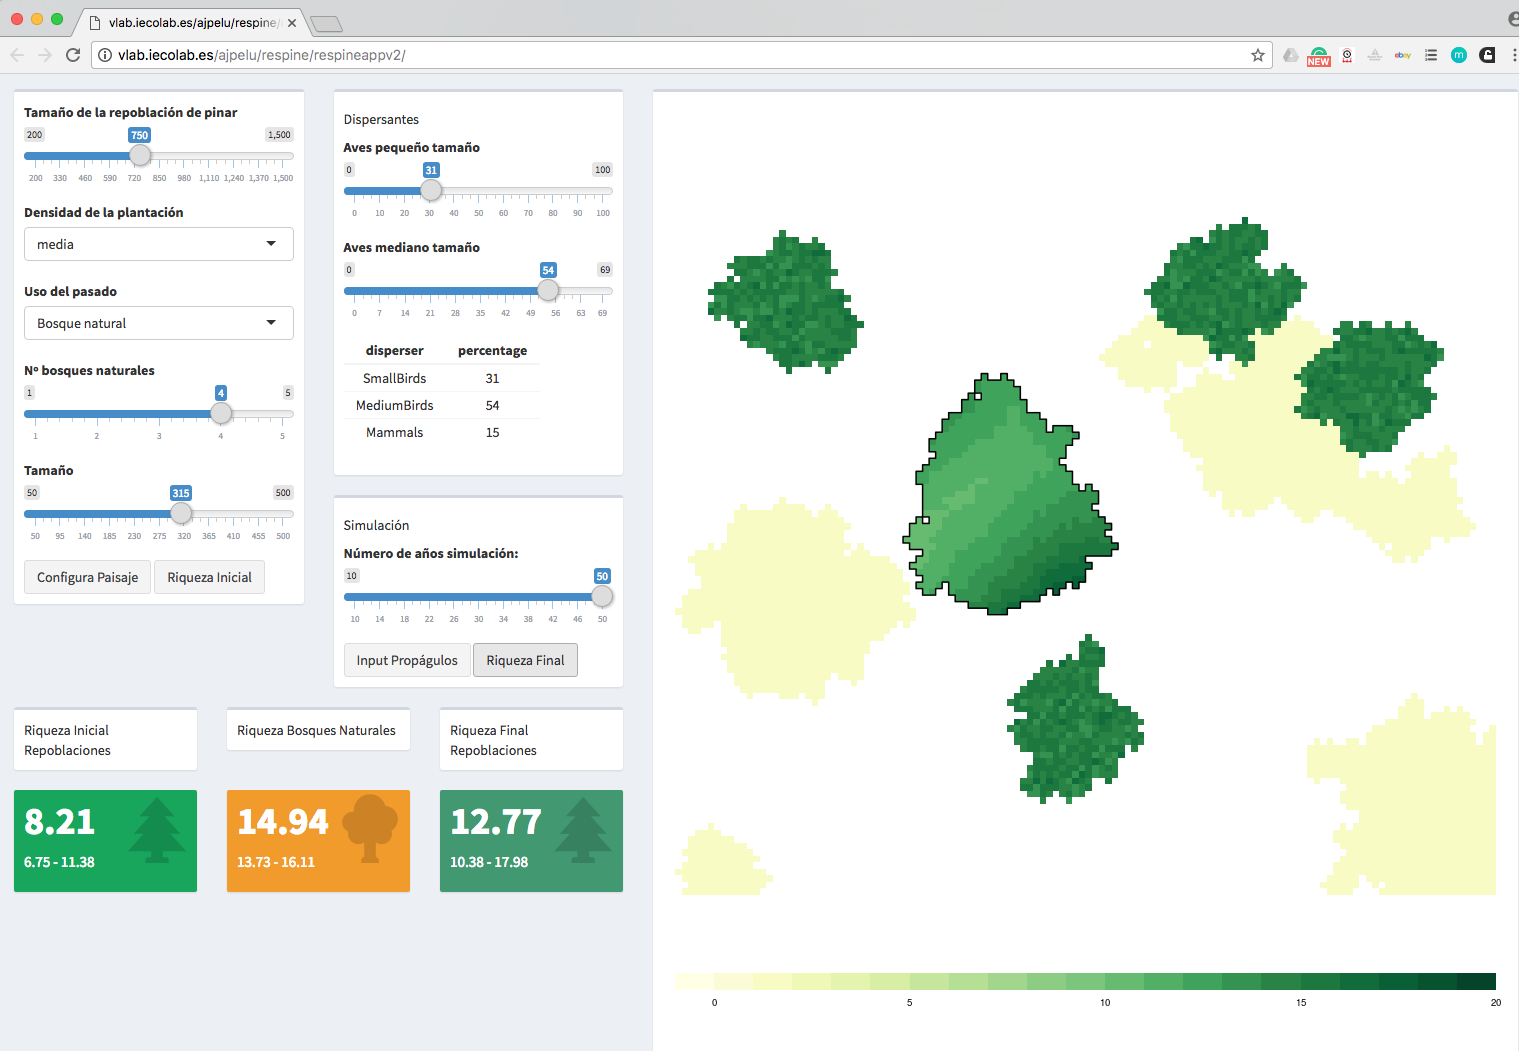 vlab.iecolab.es/ajpelu/respine/
vlab.iecolab.es/ajpelu/respine/respineappv2/
NEW
ebay
m
Tamaño de la repoblación de pinar
200 750 1,500
200 330 460 590 720 850 980 1,110 1,240 1,370 1,500
Densidad de la plantación
media
Uso del pasado
Bosque natural
Nº bosques naturales
1 4 5
1 2 3 4 5
Tamaño
50 315 500
50 95 140 185 230 275 320 365 410 455 500
Configura Paisaje Riqueza Inicial
Dispersantes
Aves pequeño tamaño
0 31 100
0 10 20 30 40 50 60 70 80 90 100
Aves mediano tamaño
0 54 69
0 7 14 21 28 35 42 49 56 63 69
disperser percentage
SmallBirds 31
MediumBirds 54
Mammals 15
Simulación
Número de años simulación:
10 50
10 14 18 22 26 30 34 38 42 46 50
Input Propágulos Riqueza Final
Riqueza Inicial
Repoblaciones
Riqueza Bosques Naturales
Riqueza Final
Repoblaciones
8.21
6.75 - 11.38
14.94
13.73 - 16.11
12.77
10.38 - 17.98
0 5 10 15 20